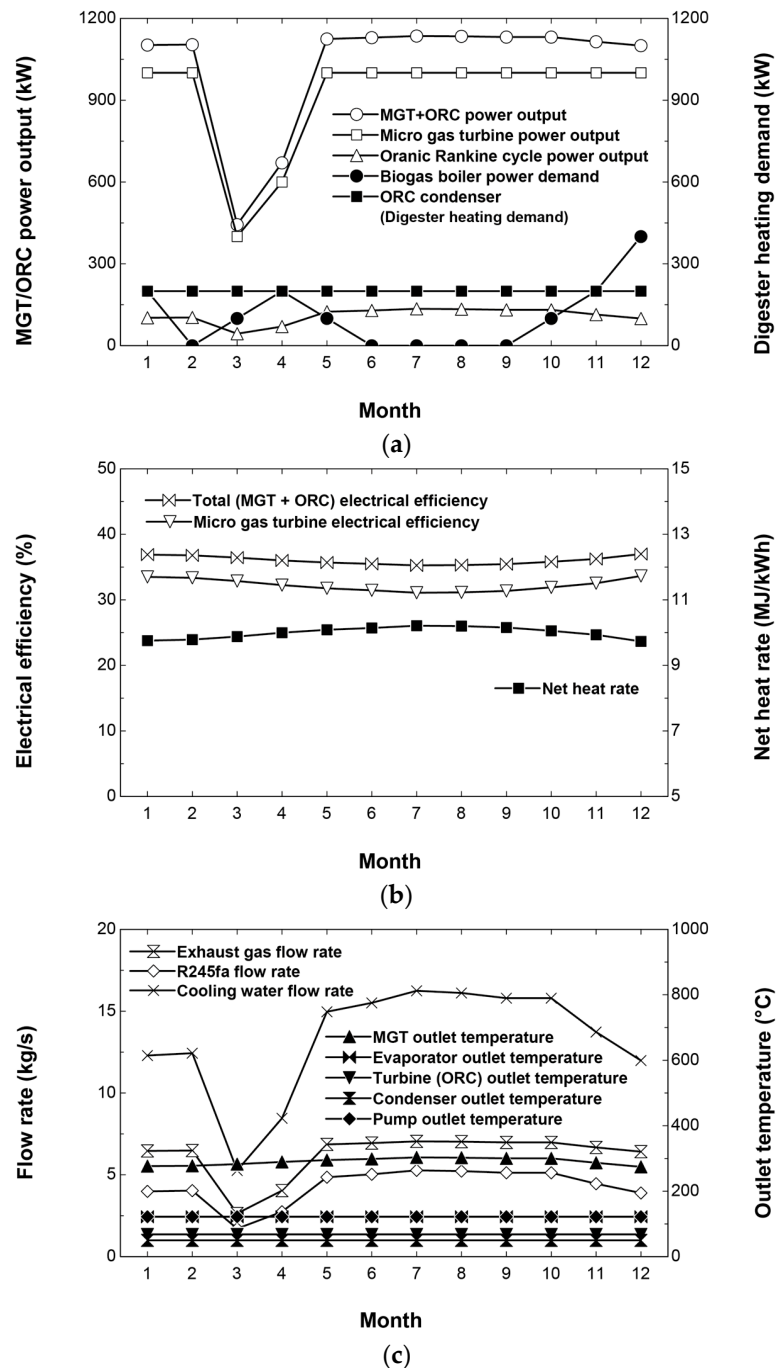 1200
900
600
300
0
MGT/ORC power output (kW)
MGT+ORC power output
Micro gas turbine power output
Oranic Rankine cycle power output
Biogas boiler power demand
ORC condenser
(Digester heating demand)
1200
900
600
300
0
Digester heating demand (kW)
1 2 3 4 5 6 7 8 9 10 11 12
Month
(a)
50
40
30
20
10
0
Electrical efficiency (%)
Total (MGT + ORC) electrical efficiency
Micro gas turbine electrical efficiency
Net heat rate
15
13
11
9
7
5
Net heat rate (MJ/kWh)
1 2 3 4 5 6 7 8 9 10 11 12
Month
(b)
20
15
10
5
0
Flow rate (kg/s)
Exhaust gas flow rate
R245fa flow rate
Cooling water flow rate
MGT outlet temperature
Evaporator outlet temperature
Turbine (ORC) outlet temperature
Condenser outlet temperature
Pump outlet temperature
1000
800
600
400
200
0
Outlet temperature (°C)
1 2 3 4 5 6 7 8 9 10 11 12
Month
(c)